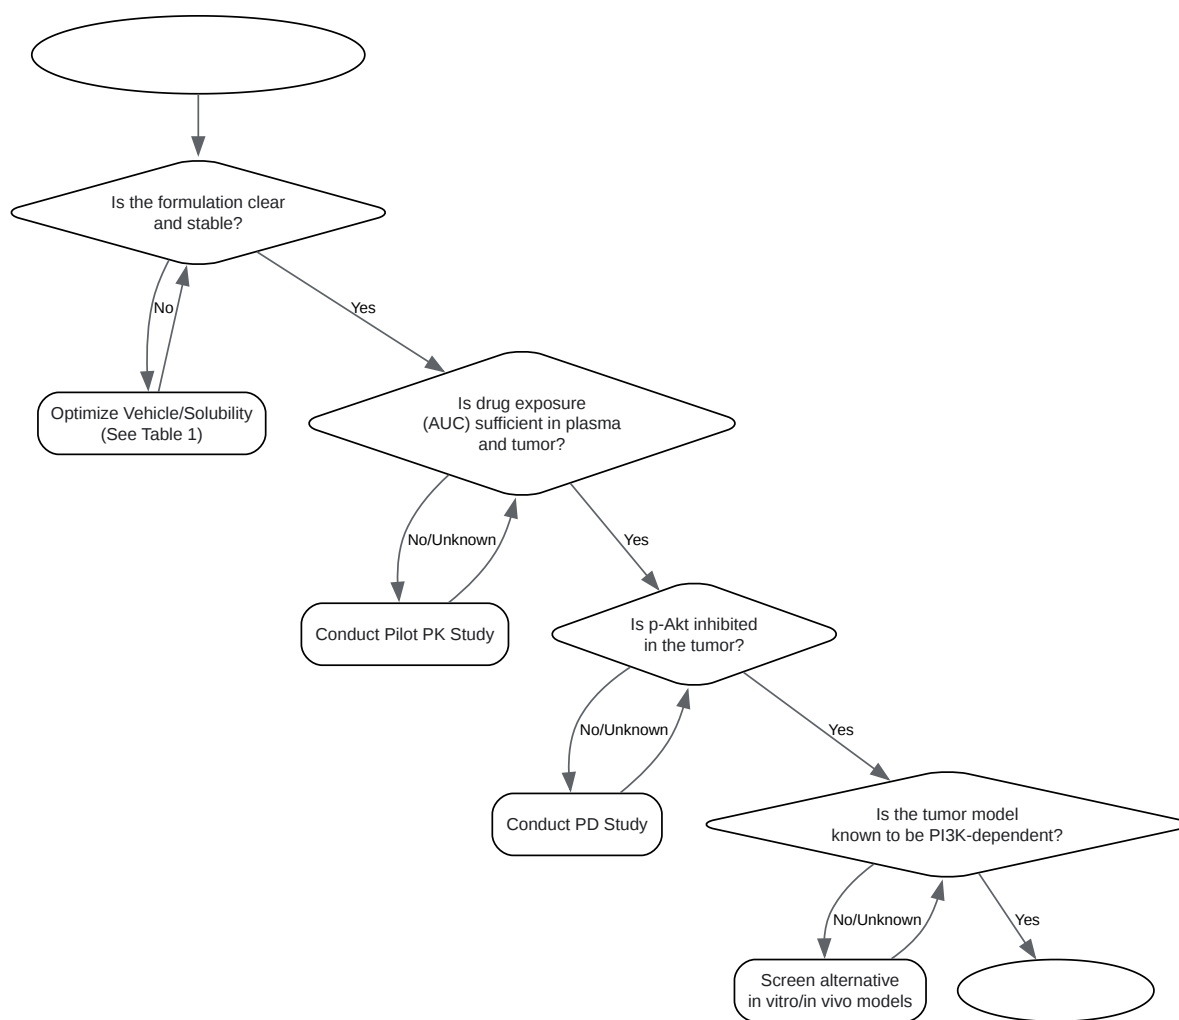 Is the formulation clear
and stable?
No
Yes
Optimize Vehicle/Solubility
(See Table 1)
Is drug exposure
(AUC) sufficient in plasma
and tumor?
No/Unknown
Yes
Conduct Pilot PK Study
Is p-Akt inhibited
in the tumor?
No/Unknown
Yes
Conduct PD Study
Is the tumor model
known to be PI3K-dependent?
No/Unknown
Yes
Screen alternative
in vitro/in vivo models